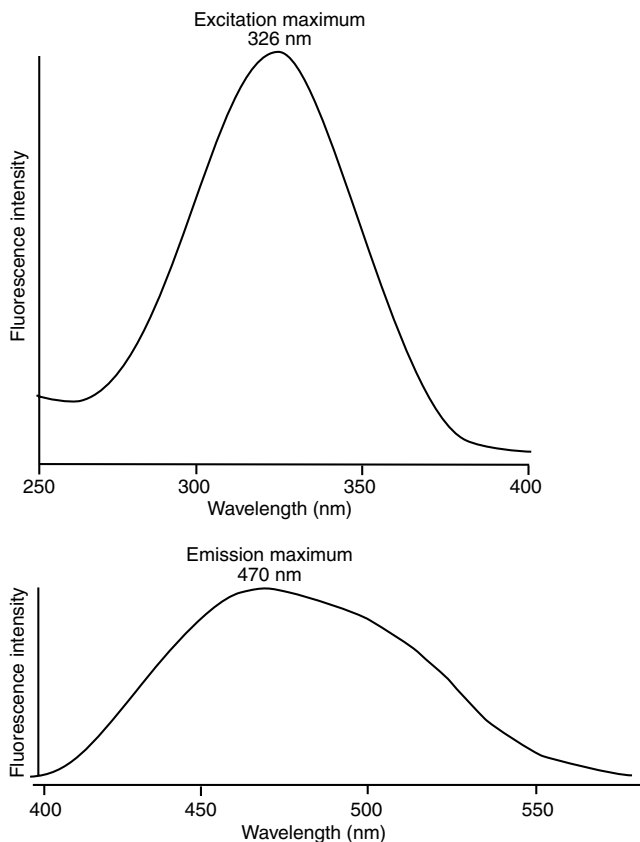 Excitation maximum
326 nm
Fluorescence intensity
250 300 350 400
Wavelength (nm)
Emission maximum
470 nm
Fluorescence intensity
400 450 500 550
Wavelength (nm)